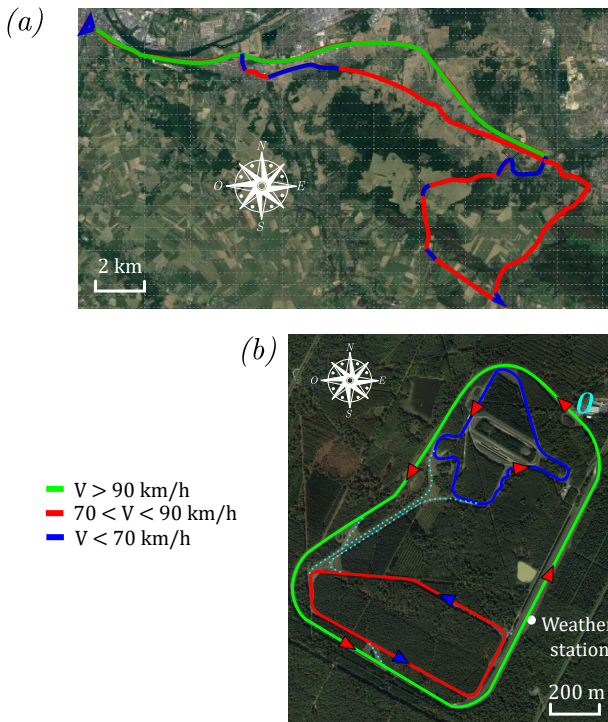 (a)
N
O
E
S
2 km
(b)
N
O
E
S
O
V > 90 km/h
70 < V < 90 km/h
V < 70 km/h
Weather
station
200 m